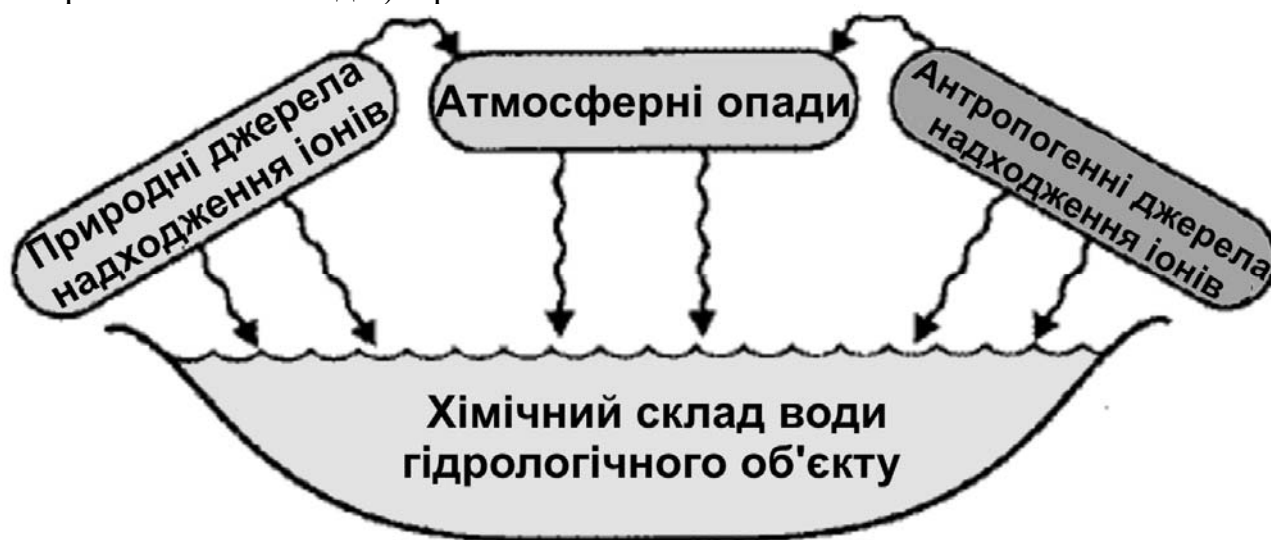 Природні джерела
надходження іонів
Атмосферні опади
Антропогенні джерела
надходження іонів
Хімічний склад води
гідрологічного об'єкту